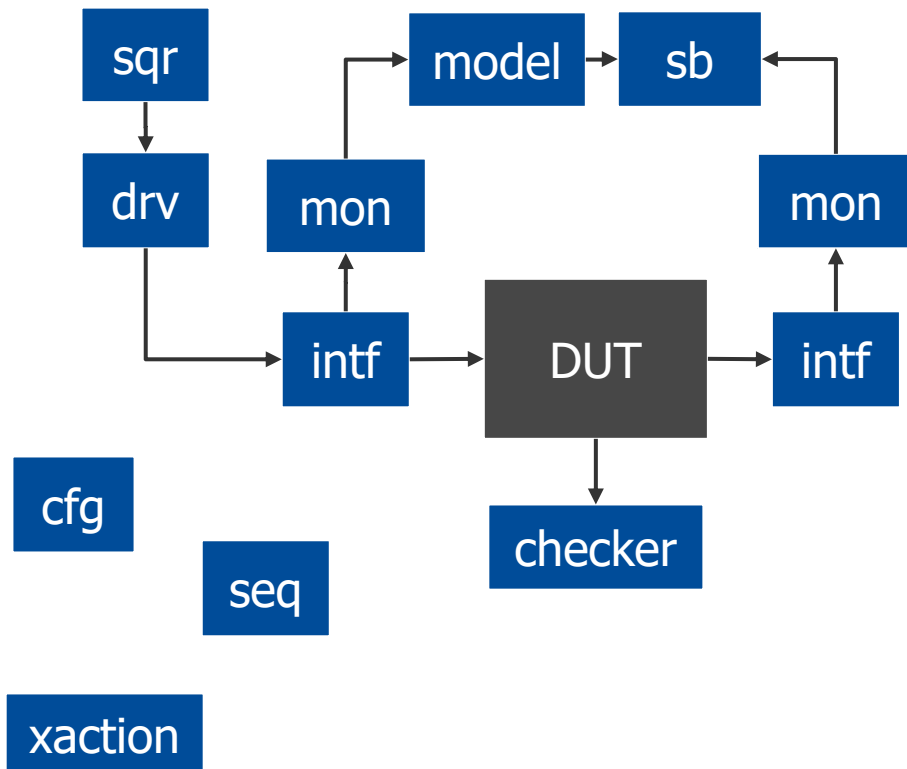 sqr
model
sb
drv
mon
mon
intf
DUT
intf
cfg
checker
seq
xaction